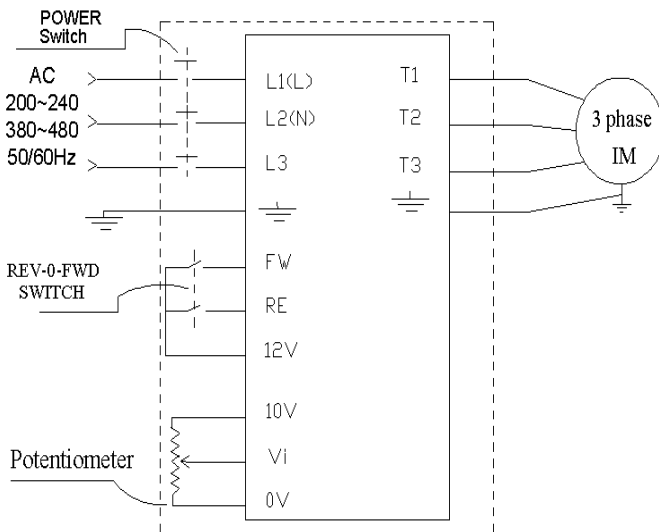 POWER
Switch
AC
200~240
380~480
50/60Hz
L1(L)
L2(N)
L3
T1
T2
T3
3 phase
IM
REV-0-FWD
SWITCH
FW
RE
12V
10V
Vi
0V
Potentiometer